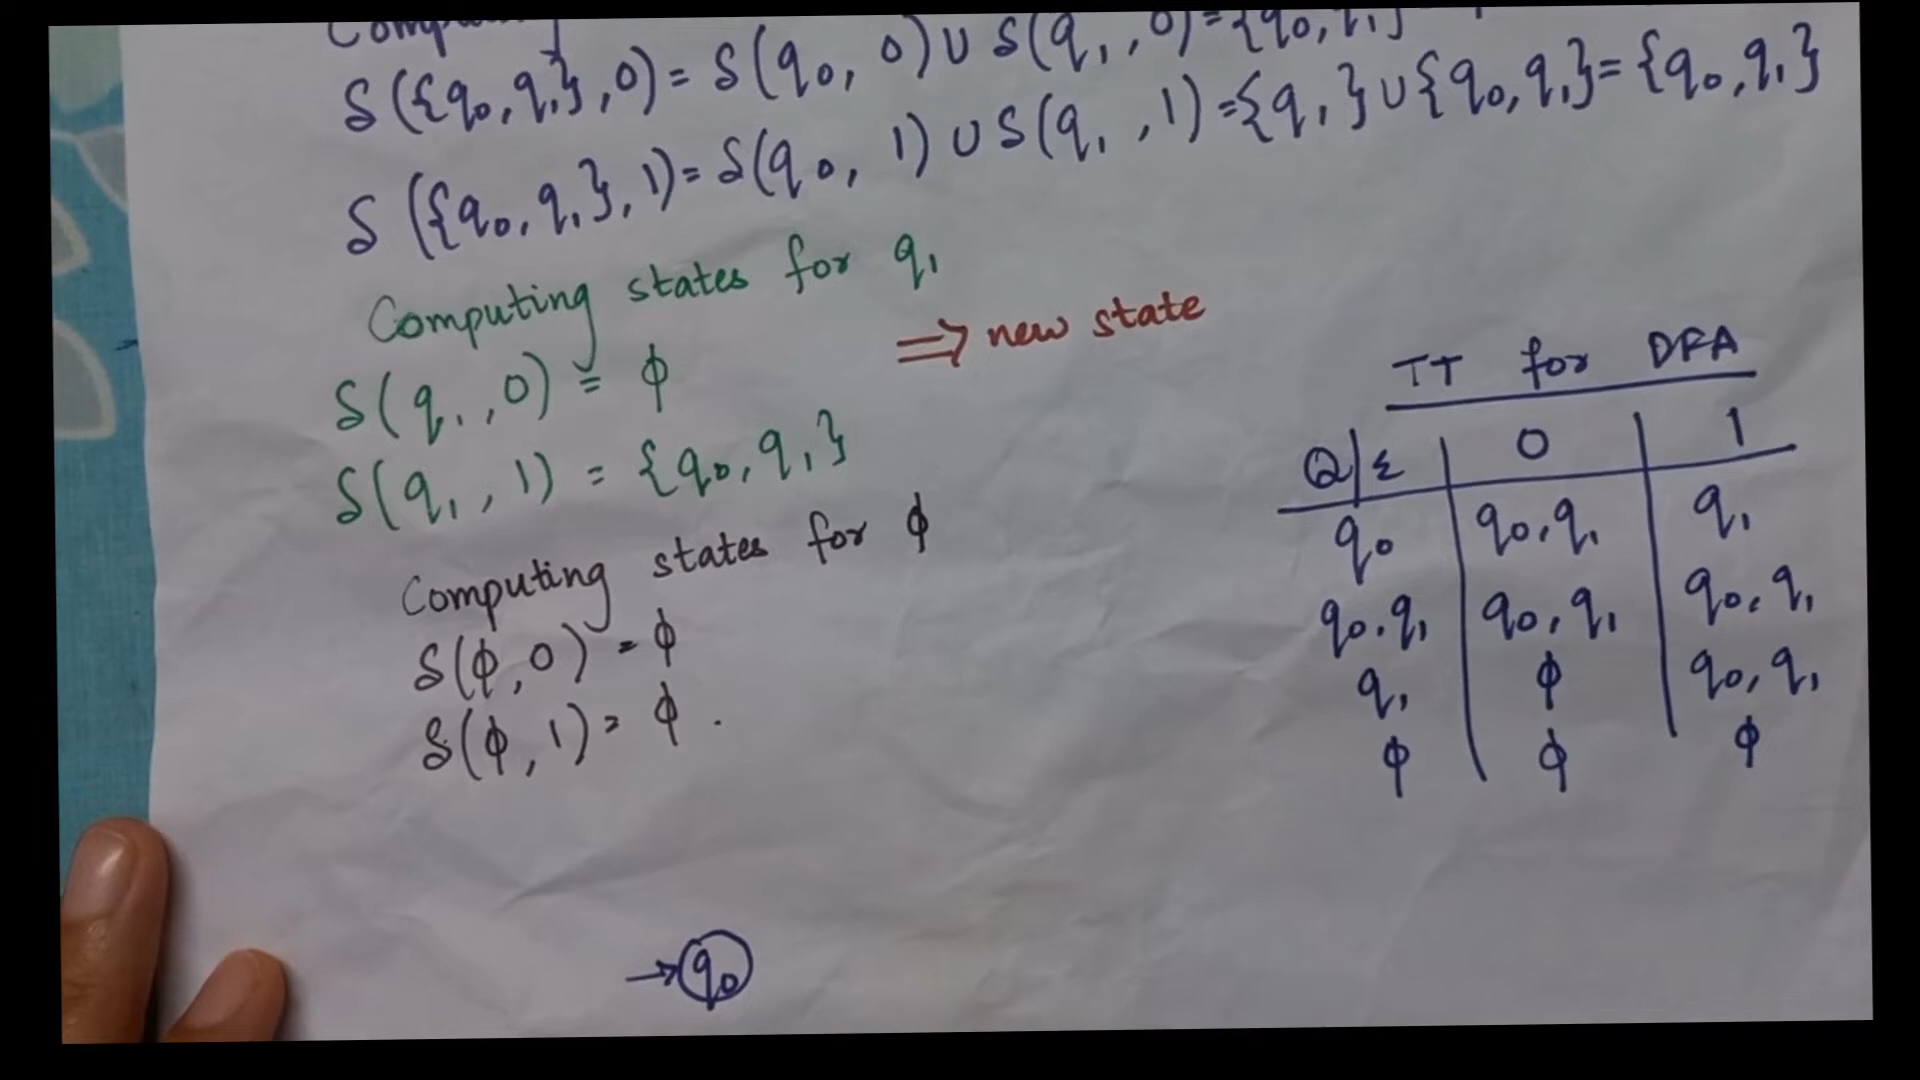 δ({q₀,q₁},0)= δ(q₀, 0) ∪ δ(q₁,0)={q₀,q₁}
δ({q₀,q₁},1)= δ(q₀, 1) ∪ δ(q₁,1)={q₁}∪{q₀,q₁}={q₀,q₁}
Computing states for q₁
δ(q₁,0) = ϕ
⇒ new state
δ(q₁,1) = {q₀,q₁}
Computing states for ϕ
δ(ϕ,0) = ϕ
δ(ϕ,1) = ϕ.
TT for DFA
Q|Σ | 0 | 1
q₀ | q₀,q₁ | q₁
q₀.q₁ | q₀,q₁ | q₀,q₁
q₁ | ϕ | q₀,q₁
ϕ | ϕ | ϕ
→q₀